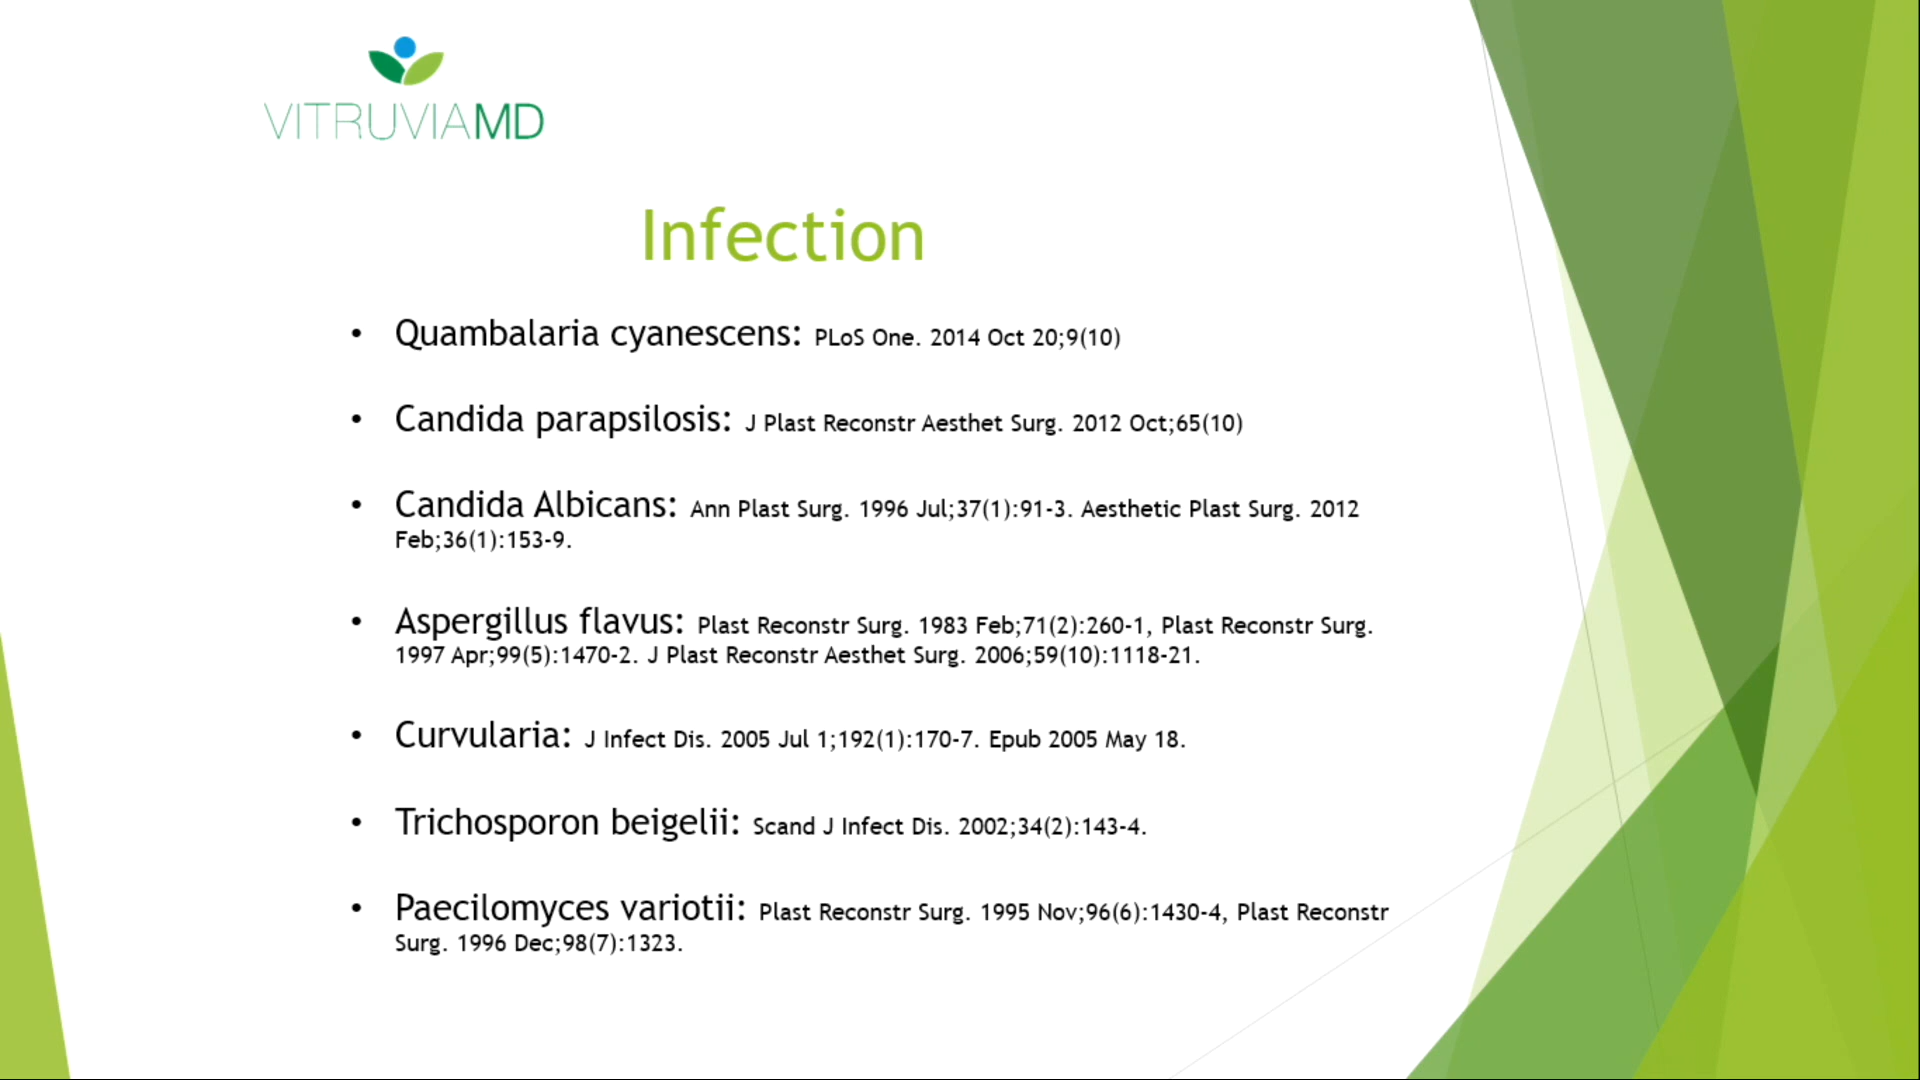 VITRUVIAMD
Infection
• Quambalaria cyanescens: PLoS One. 2014 Oct 20;9(10)
• Candida parapsilosis: J Plast Reconstr Aesthet Surg. 2012 Oct;65(10)
• Candida Albicans: Ann Plast Surg. 1996 Jul;37(1):91-3. Aesthetic Plast Surg. 2012
Feb;36(1):153-9.
• Aspergillus flavus: Plast Reconstr Surg. 1983 Feb;71(2):260-1, Plast Reconstr Surg.
1997 Apr;99(5):1470-2. J Plast Reconstr Aesthet Surg. 2006;59(10):1118-21.
• Curvularia: J Infect Dis. 2005 Jul 1;192(1):170-7. Epub 2005 May 18.
• Trichosporon beigelii: Scand J Infect Dis. 2002;34(2):143-4.
• Paecilomyces variotii: Plast Reconstr Surg. 1995 Nov;96(6):1430-4, Plast Reconstr
Surg. 1996 Dec;98(7):1323.